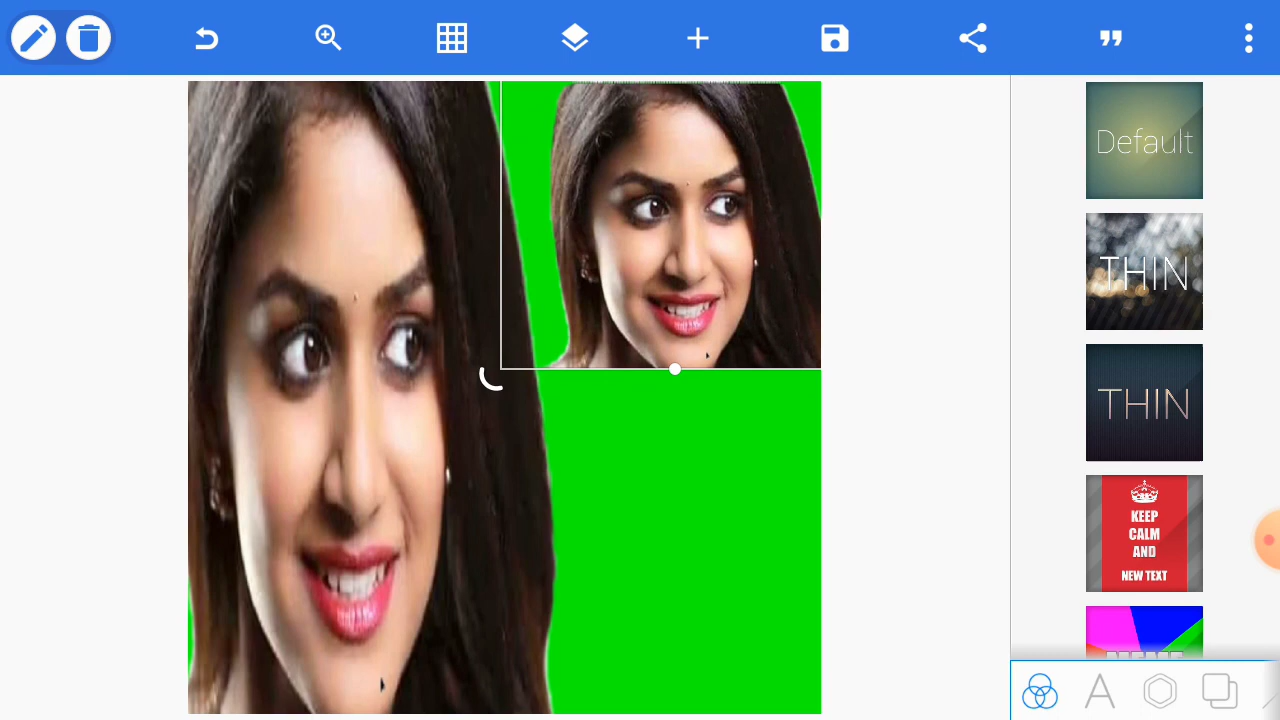 Default
THIN
THIN
KEEP
CALM
AND
NEW TEXT